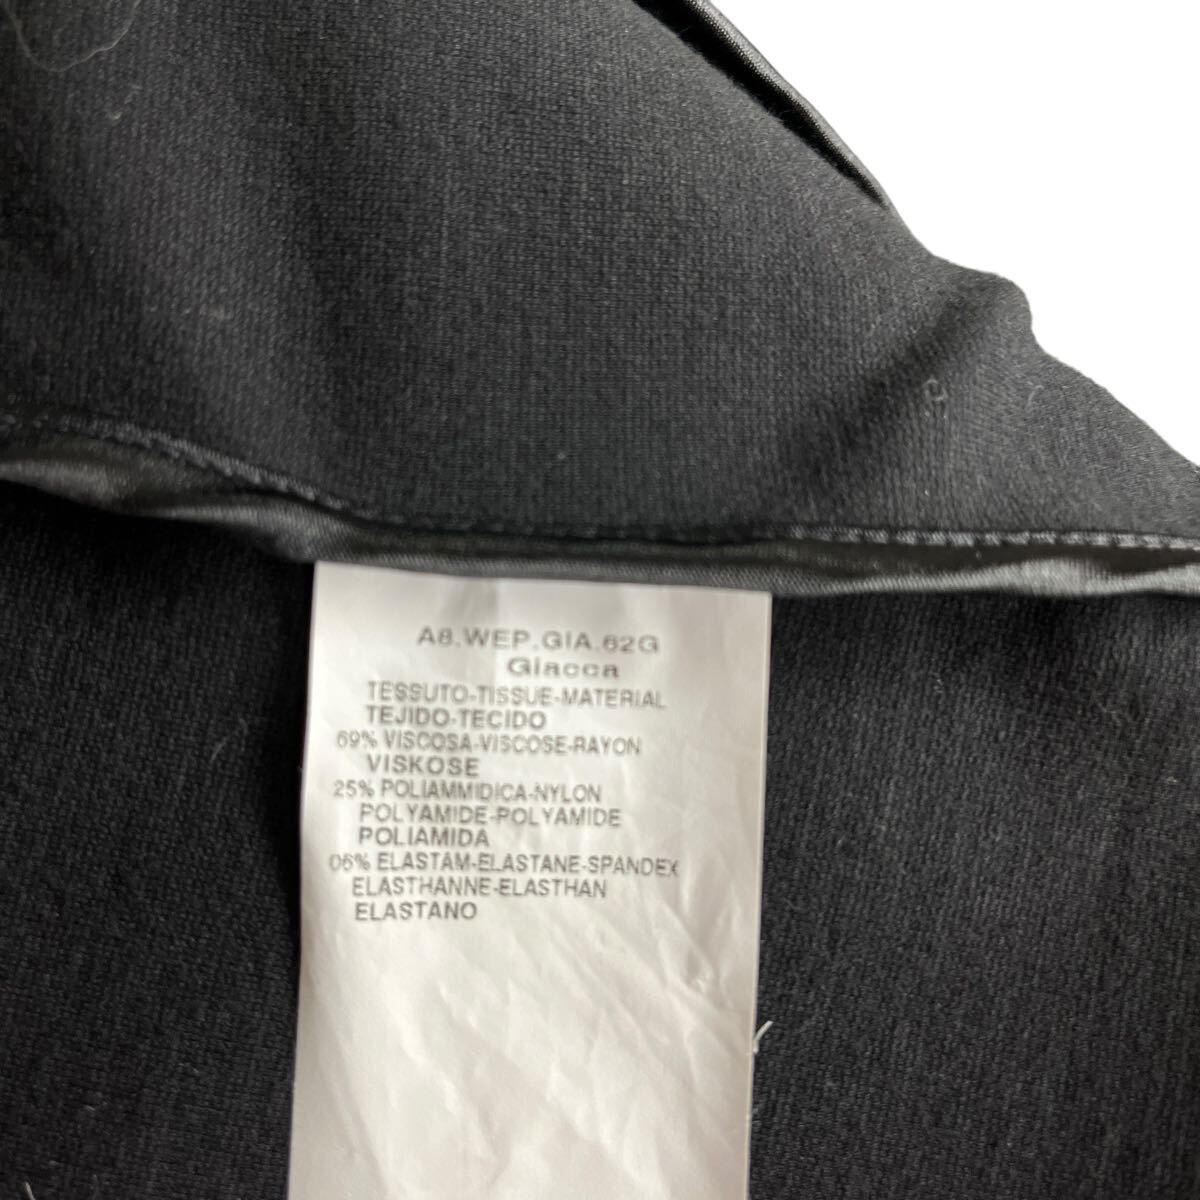 A8.WEP.GIA.62G
Giacca
TESSUTO-TISSUE-MATERIAL
TEJIDO-TECIDO
69% VISCOSA-VISCOSE-RAYON
VISKOSE
25% POLIAMMIDICA-NYLON
POLYAMIDE-POLYAMIDE
POLIAMIDA
06% ELASTAM-ELASTANE-SPANDEX
ELASTHANNE-ELASTHAN
ELASTANO